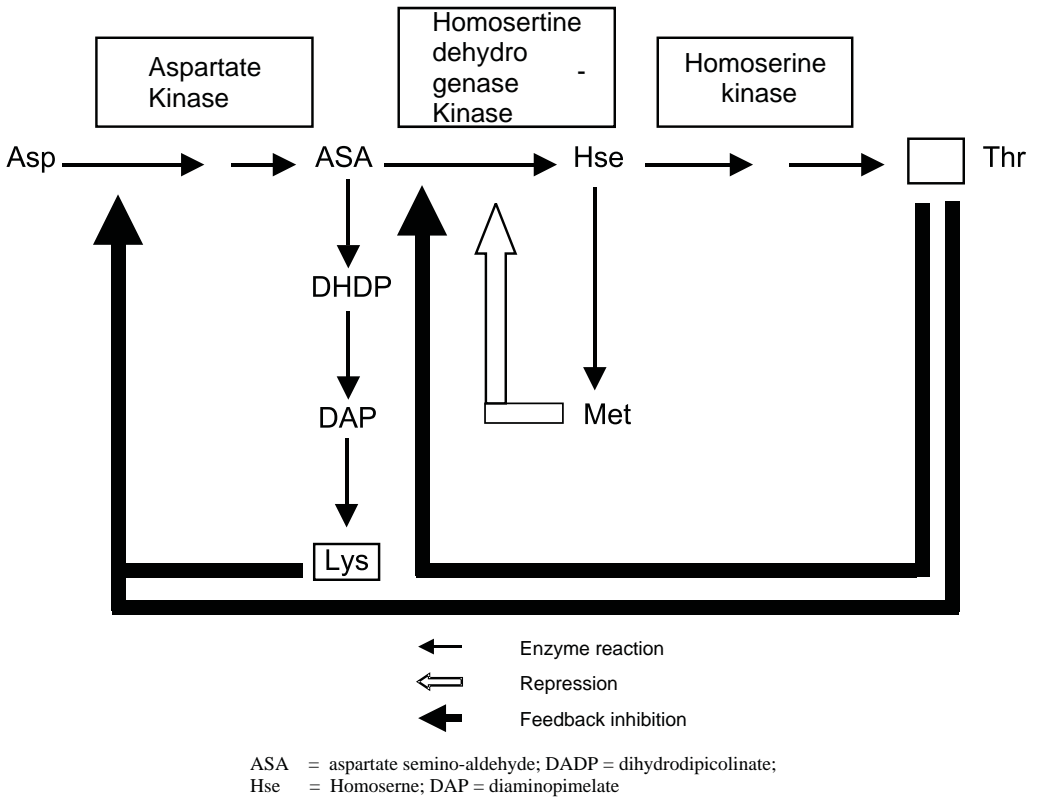 Homosertine
dehydro
genase -
Kinase
Aspartate
Kinase
Homoserine
kinase
Asp ASA Hse Thr
DHDP
DAP Met
Lys
Enzyme reaction
Repression
Feedback inhibition
ASA = aspartate semino-aldehyde; DADP = dihydrodipicolinate;
Hse = Homoserne; DAP = diaminopimelate